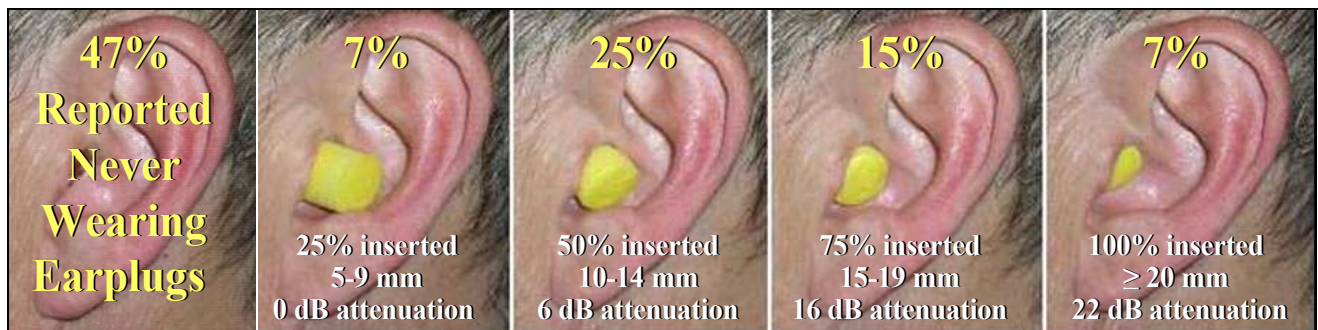 47%
Reported
Never
Wearing
Earplugs
7%
25% inserted
5-9 mm
0 dB attenuation
25%
50% inserted
10-14 mm
6 dB attenuation
15%
75% inserted
15-19 mm
16 dB attenuation
7%
100% inserted
≥ 20 mm
22 dB attenuation